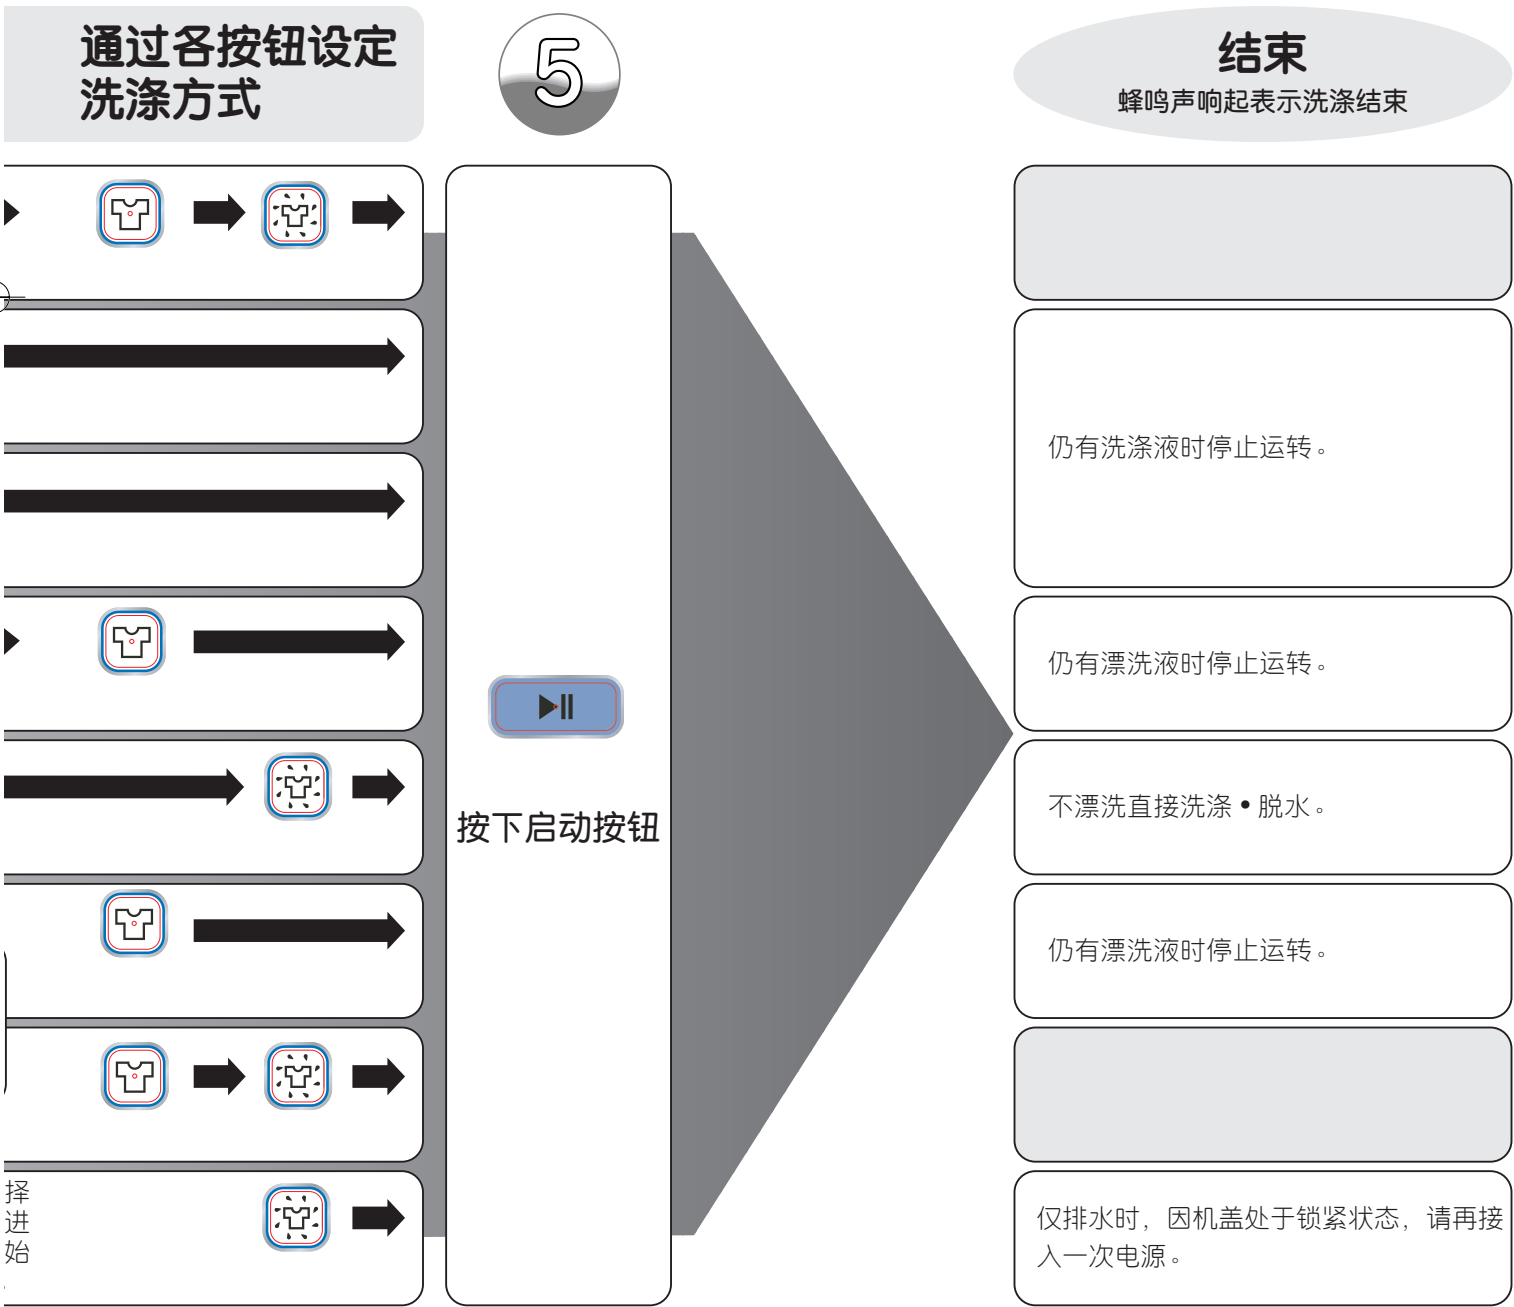 通过各按钮设定
洗涤方式
5
结束
蜂鸣声响起表示洗涤结束
仍有洗涤液时停止运转。
仍有漂洗液时停止运转。
按下启动按钮
不漂洗直接洗涤•脱水。
仍有漂洗液时停止运转。
择
进
始
仅排水时，因机盖处于锁紧状态，请再接
入一次电源。